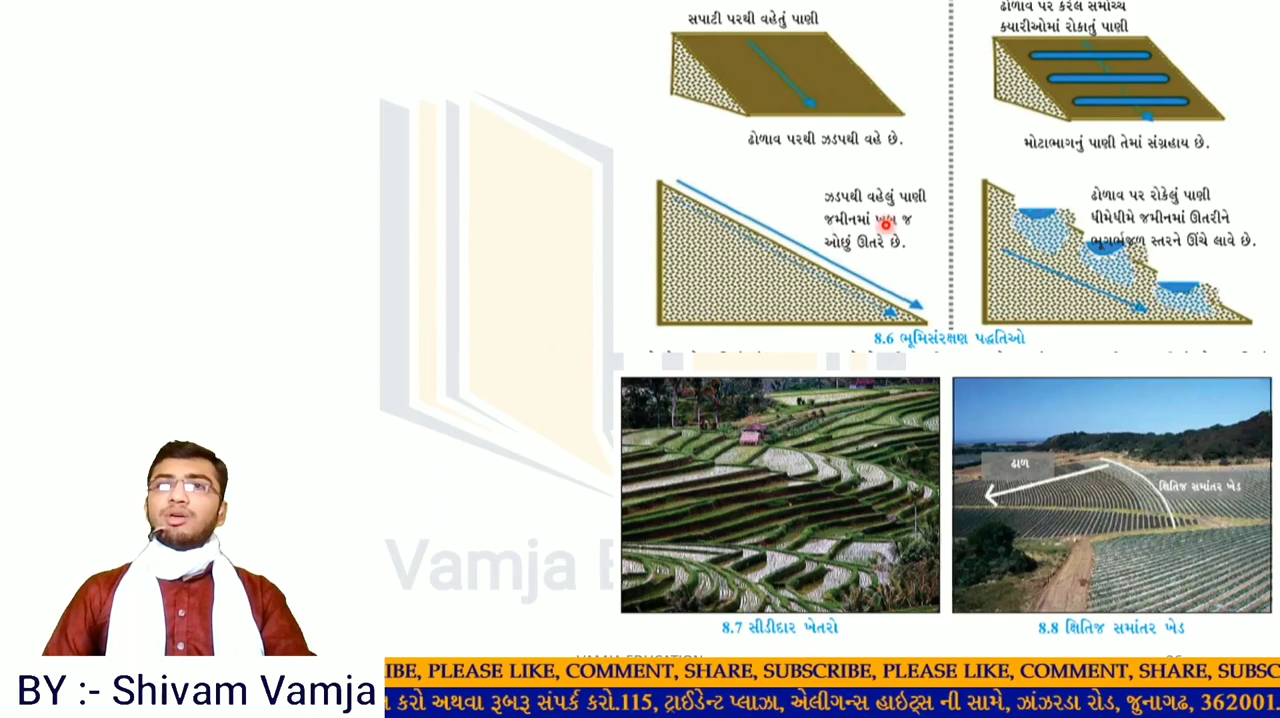 સપાટી પરથી વહેતું પાણી
ઢોળાવ પરથી ઝડપથી વહે છે.
ઝડપથી વહેલું પાણી
જમીનમાં જ
ઓછું ઊતરે છે.
ઢોળાવ પર કરેલ સમોચ્ચ
ક્યારીઓમાં રોકાતું પાણી
મોટાભાગનું પાણી તેમાં સંગ્રહાય છે.
ઢોળાવ પર રોકેલું પાણી
ધીમેધીમે જમીનમાં ઊતરીને
ભૂગર્ભજળ સ્તરને ઊંચે લાવે છે.
8.6 ભૂમિસંરક્ષણ પદ્ધતિઓ
ઢાળ
ક્ષિતિજ સમાંતર ખેડ
8.7 સીડીદાર ખેતરો
8.8 ક્ષિતિજ સમાંતર ખેડ
Vamja
BY :- Shivam Vamja
IBE, PLEASE LIKE, COMMENT, SHARE, SUBSCRIBE, PLEASE LIKE, COMMENT, SHARE, SUBSC
કરો અથવા રૂબરૂ સંપર્ક કરો.115, ટ્રાઈડેન્ટ પ્લાઝા, એલીગન્સ હાઇટ્સ ની સામે, ઝાંઝરડા રોડ, જુનાગઢ, 362001.